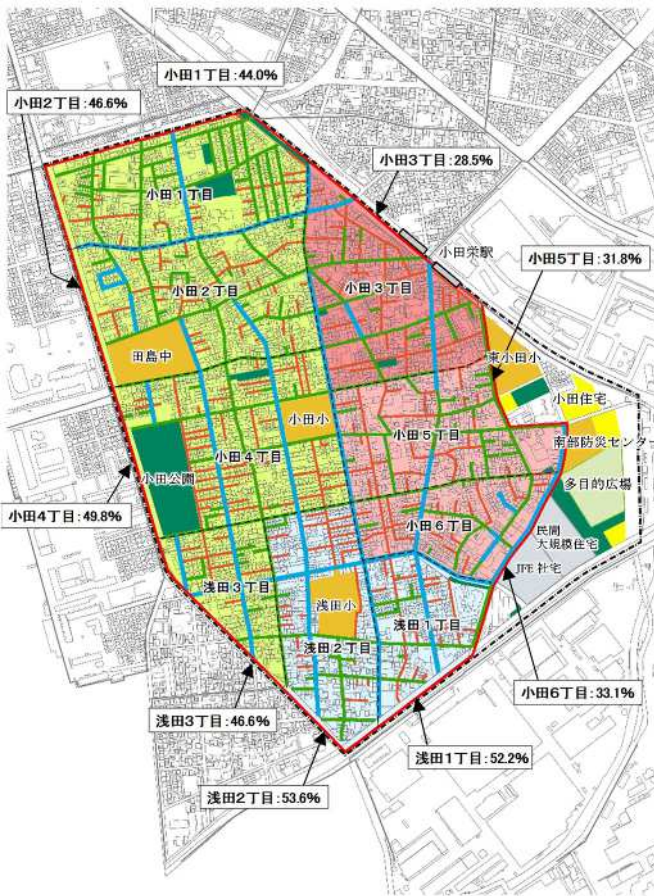 小田1丁目:44.0%
小田2丁目:46.6%
小田3丁目:28.5%
小田1丁目
小田栄駅
小田5丁目:31.8%
小田2丁目
小田3丁目
田島中
東小田小
小田住宅
小田小
小田5丁目
南部防災センター
小田4丁目
小田公園
多目的広場
小田4丁目:49.8%
小田6丁目
民間
大規模住宅
JFE社宅
浅田3丁目
浅田小
浅田1丁目
浅田2丁目
小田6丁目:33.1%
浅田3丁目:46.6%
浅田1丁目:52.2%
浅田2丁目:53.6%